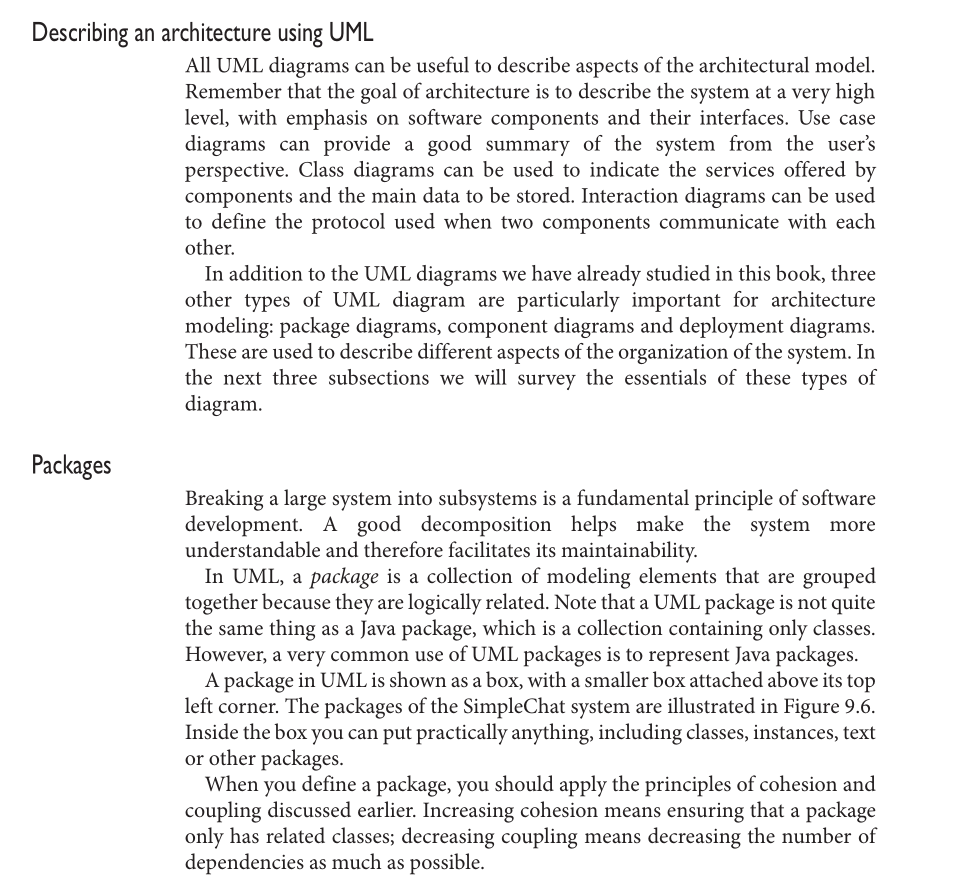 Describing an architecture using UML
All UML diagrams can be useful to describe aspects of the architectural model.
Remember that the goal of architecture is to describe the system at a very high
level, with emphasis on software components and their interfaces. Use case
diagrams can provide a good summary of the system from the user’s
perspective. Class diagrams can be used to indicate the services offered by
components and the main data to be stored. Interaction diagrams can be used
to define the protocol used when two components communicate with each
other.
In addition to the UML diagrams we have already studied in this book, three
other types of UML diagram are particularly important for architecture
modeling: package diagrams, component diagrams and deployment diagrams.
These are used to describe different aspects of the organization of the system. In
the next three subsections we will survey the essentials of these types of
diagram.
Packages
Breaking a large system into subsystems is a fundamental principle of software
development. A good decomposition helps make the system more
understandable and therefore facilitates its maintainability.
In UML, a package is a collection of modeling elements that are grouped
together because they are logically related. Note that a UML package is not quite
the same thing as a Java package, which is a collection containing only classes.
However, a very common use of UML packages is to represent Java packages.
A package in UML is shown as a box, with a smaller box attached above its top
left corner. The packages of the SimpleChat system are illustrated in Figure 9.6.
Inside the box you can put practically anything, including classes, instances, text
or other packages.
When you define a package, you should apply the principles of cohesion and
coupling discussed earlier. Increasing cohesion means ensuring that a package
only has related classes; decreasing coupling means decreasing the number of
dependencies as much as possible.